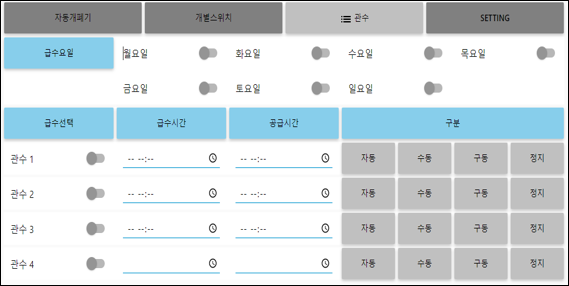 자동개폐기 개별스위치 관수 SETTING
급수요일 월요일 화요일 수요일 목요일
금요일 토요일 일요일
급수선택 급수시간 공급시간 구분
관수 1 -- --:-- -- --:-- 자동 수동 구동 정지
관수 2 -- --:-- -- --:-- 자동 수동 구동 정지
관수 3 -- --:-- -- --:-- 자동 수동 구동 정지
관수 4 자동 수동 구동 정지